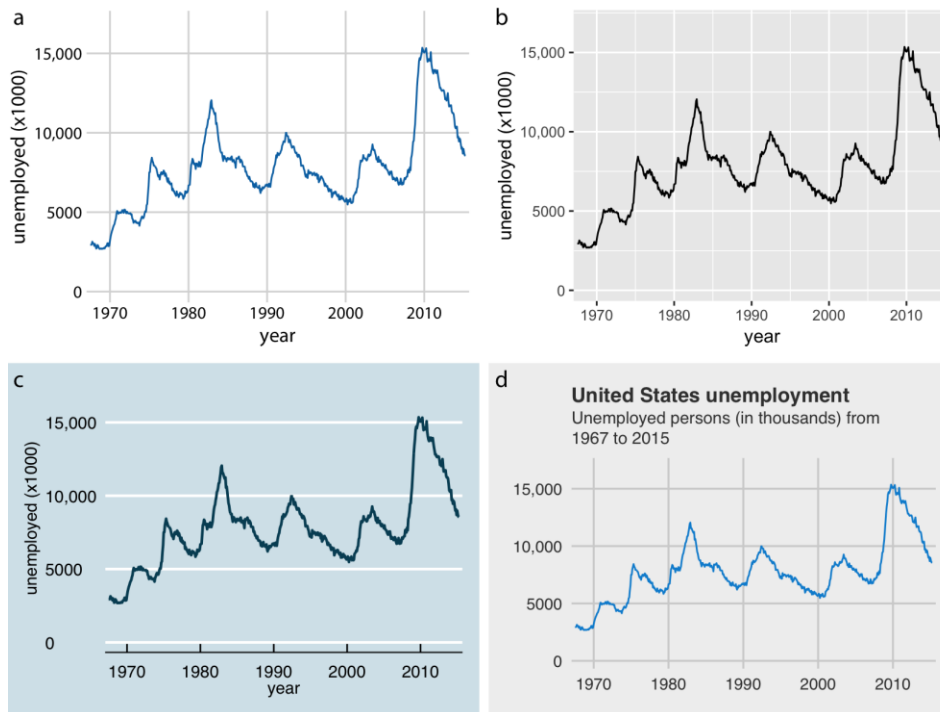 a
15,000
10,000
5000
0
unemployed (x1000)
1970 1980 1990 2000 2010
year
b
15,000
10,000
5000
0
unemployed (x1000)
1970 1980 1990 2000 2010
year
c
15,000
10,000
5000
0
unemployed (x1000)
1970 1980 1990 2000 2010
year
d
United States unemployment
Unemployed persons (in thousands) from
1967 to 2015
15,000
10,000
5000
0
1970 1980 1990 2000 2010